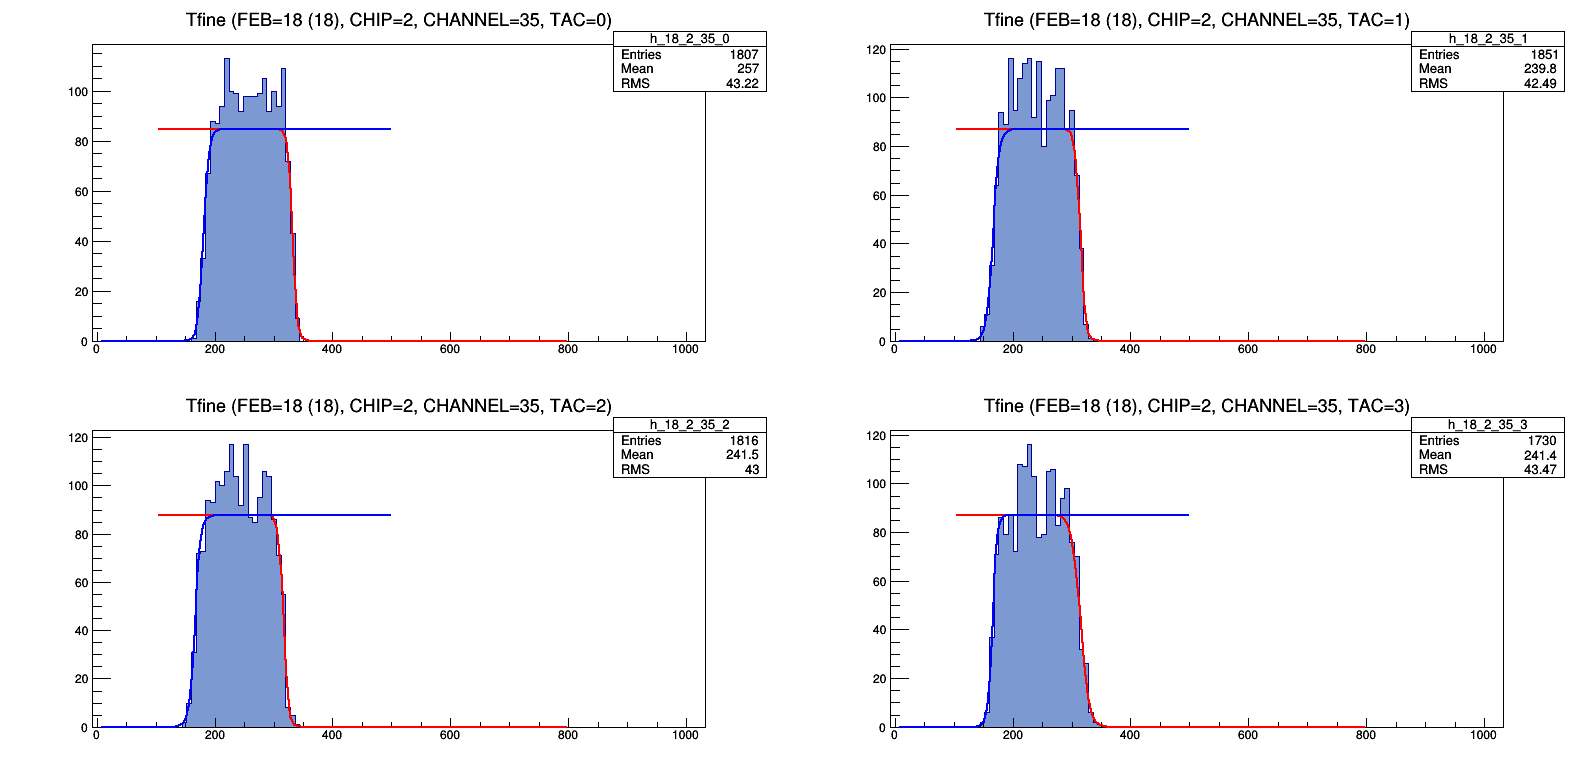 Tfine (FEB=18 (18), CHIP=2, CHANNEL=35, TAC=0)
h_18_2_35_0
Entries 1807
Mean 257
RMS 43.22
100
80
60
40
20
0
0 200 400 600 800 1000
Tfine (FEB=18 (18), CHIP=2, CHANNEL=35, TAC=1)
h_18_2_35_1
Entries 1851
Mean 239.8
RMS 42.49
120
100
80
60
40
20
0
0 200 400 600 800 1000
Tfine (FEB=18 (18), CHIP=2, CHANNEL=35, TAC=2)
h_18_2_35_2
Entries 1816
Mean 241.5
RMS 43
120
100
80
60
40
20
0
0 200 400 600 800 1000
Tfine (FEB=18 (18), CHIP=2, CHANNEL=35, TAC=3)
h_18_2_35_3
Entries 1730
Mean 241.4
RMS 43.47
120
100
80
60
40
20
0
0 200 400 600 800 1000